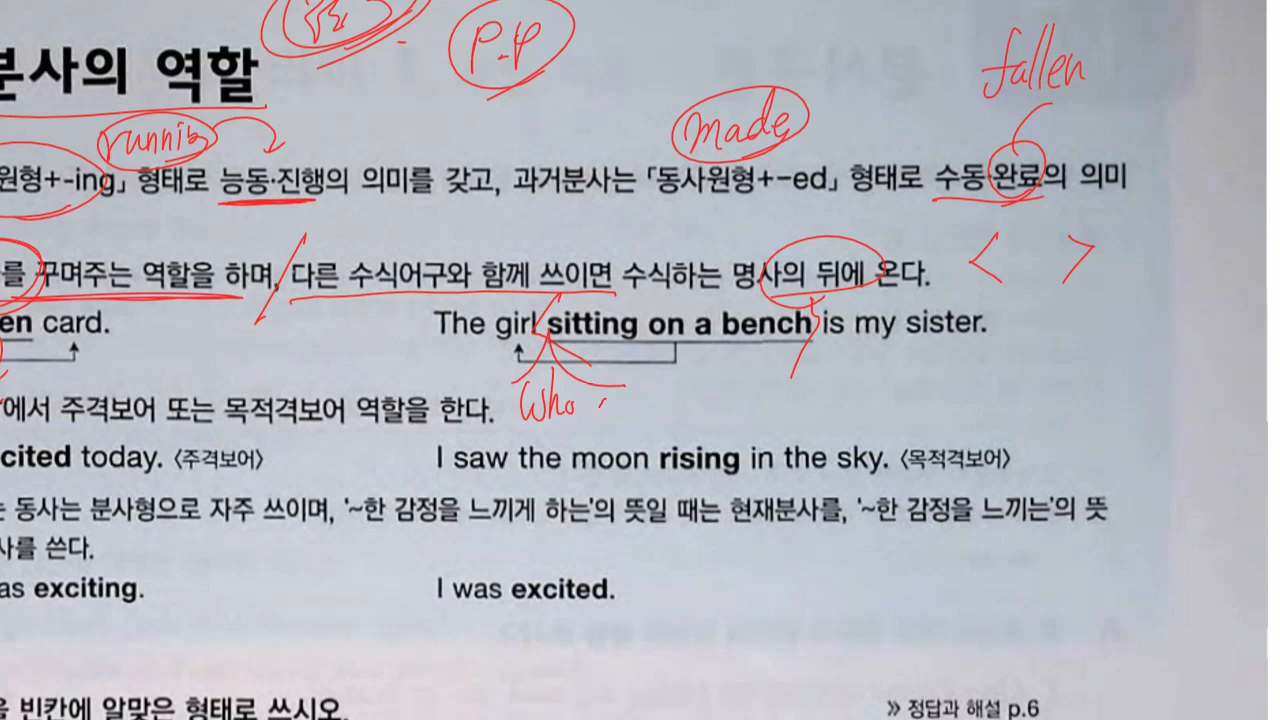 p.p
fallen
분사의 역할
runnig
made
원형+-ing」 형태로 능동·진행의 의미를 갖고, 과거분사는 「동사원형+-ed」 형태로 수동·완료의 의미
를 꾸며주는 역할을 하며, 다른 수식어구와 함께 쓰이면 수식하는 명사의 뒤에 온다. < >
en card. The girl sitting on a bench is my sister.
who
에서 주격보어 또는 목적격보어 역할을 한다.
cited today. 〈주격보어〉 I saw the moon rising in the sky. 〈목적격보어〉
는 동사는 분사형으로 자주 쓰이며, '~한 감정을 느끼게 하는'의 뜻일 때는 현재분사를, '~한 감정을 느끼는'의 뜻
사를 쓴다.
as exciting. I was excited.
을 빈칸에 알맞은 형태로 쓰시오. » 정답과 해설 p.6